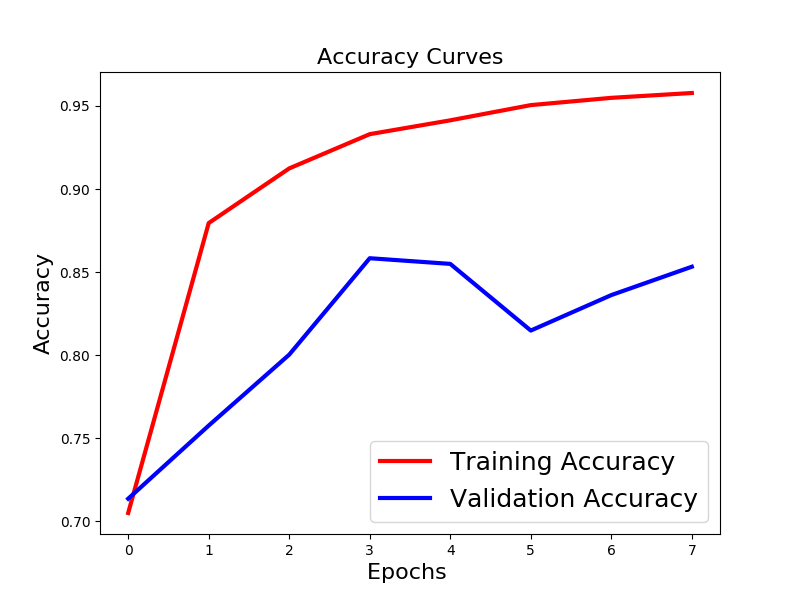 Accuracy Curves
Accuracy
0.95
0.90
0.85
0.80
0.75
0.70
Training Accuracy
Validation Accuracy
0 1 2 3 4 5 6 7
Epochs